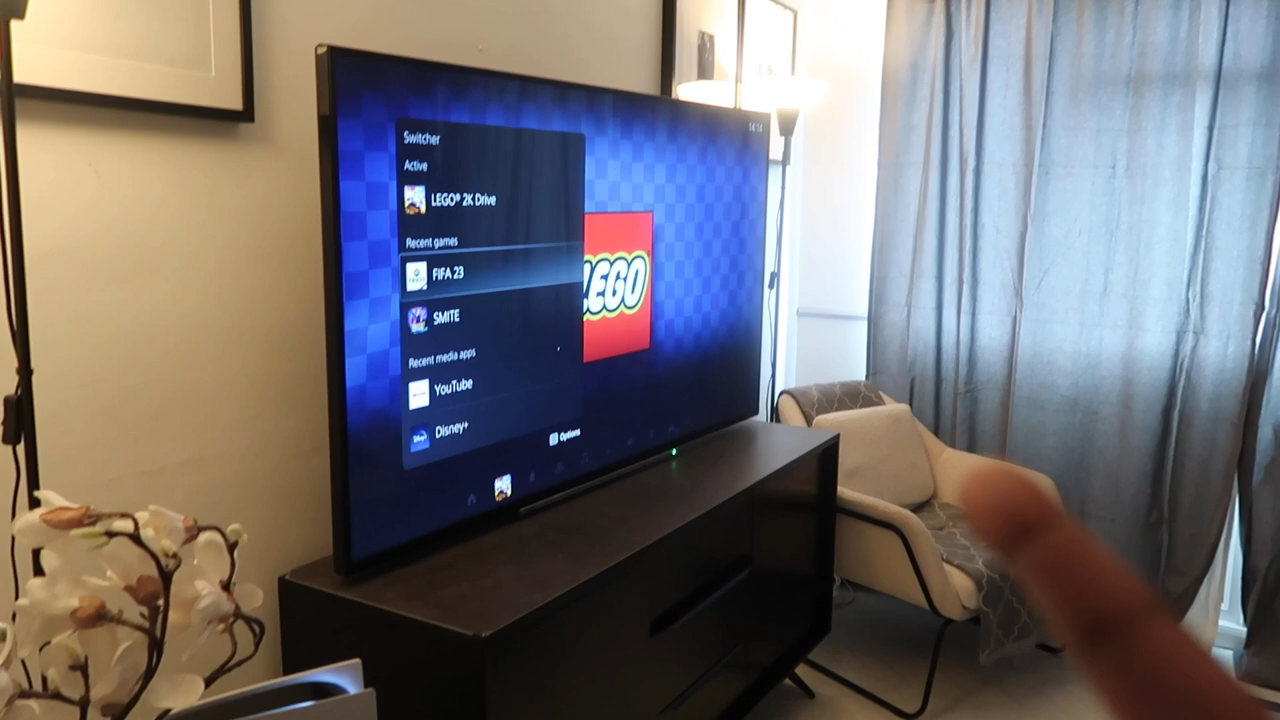 14:14
Switcher
Active
LEGO® 2K Drive
Recent games
FIFA 23
SMITE
Recent media apps
YouTube
Disney+
Options
LEGO